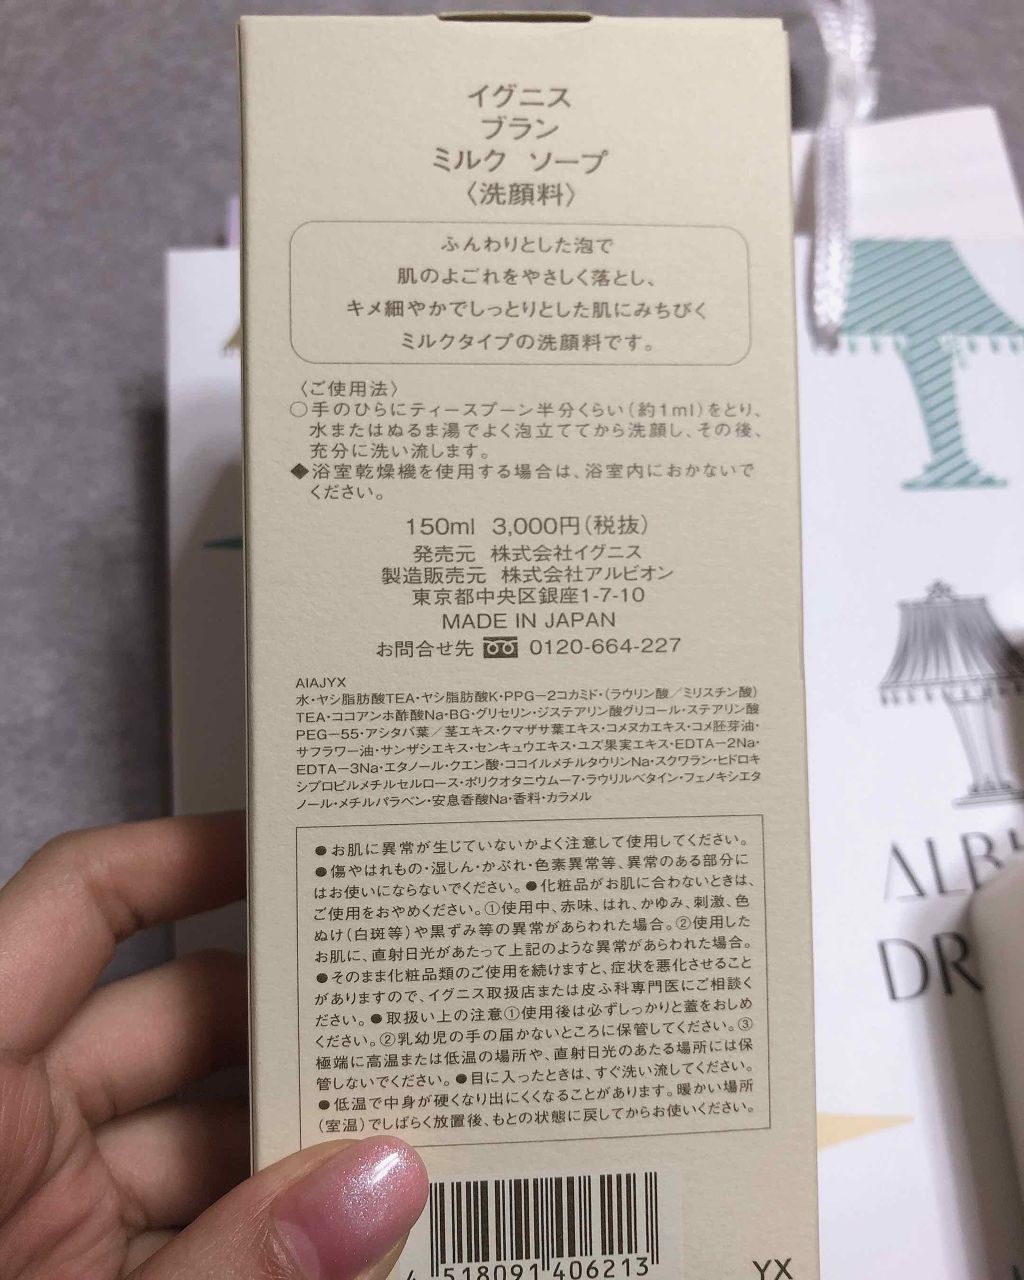 イグニス
ブラン
ミルク ソープ
〈洗顔料〉
ふんわりとした泡で
肌のよごれをやさしく落とし、
キメ細やかでしっとりとした肌にみちびく
ミルクタイプの洗顔料です。
〈ご使用法〉
○手のひらにティースプーン半分くらい(約1ml)をとり、
水またはぬるま湯でよく泡立ててから洗顔し、その後、
充分に洗い流します。
◆浴室乾燥機を使用する場合は、浴室内におかないで
ください。
150ml 3,000円(税抜)
発売元 株式会社イグニス
製造販売元 株式会社アルビオン
東京都中央区銀座1-7-10
MADE IN JAPAN
お問合せ先 0120-664-227
AIAJYX
水・ヤシ脂肪酸TEA・ヤシ脂肪酸K・PPG－2コカミド・(ラウリン酸／ミリスチン酸)
TEA・ココアンホ酢酸Na・BG・グリセリン・ジステアリン酸グリコール・ステアリン酸
PEG－55・アシタバ葉／茎エキス・クマザサ葉エキス・コメヌカエキス・コメ胚芽油・
サフラワー油・サンザシエキス・センキュウエキス・ユズ果実エキス・EDTA－2Na・
EDTA－3Na・エタノール・クエン酸・ココイルメチルタウリンNa・スクワラン・ヒドロキ
シプロピルメチルセルロース・ポリクオタニウム－7・ラウリルベタイン・フェノキシエタ
ノール・メチルパラベン・安息香酸Na・香料・カラメル
●お肌に異常が生じていないかよく注意して使用してください。
●傷やはれもの・湿しん・かぶれ・色素異常等、異常のある部分に
はお使いにならないでください。●化粧品がお肌に合わないときは、
ご使用をおやめください。①使用中、赤味、はれ、かゆみ、刺激、色
ぬけ(白斑等)や黒ずみ等の異常があらわれた場合。②使用した
お肌に、直射日光があたって上記のような異常があらわれた場合。
●そのまま化粧品類のご使用を続けますと、症状を悪化させること
がありますので、イグニス取扱店または皮ふ科専門医にご相談く
ださい。●取扱い上の注意①使用後は必ずしっかりと蓋をおしめ
ください。②乳幼児の手の届かないところに保管してください。③
極端に高温または低温の場所や、直射日光のあたる場所には保
管しないでください。●目に入ったときは、すぐ洗い流してください。
●低温で中身が硬くなり出にくくなることがあります。暖かい場所
(室温)でしばらく放置後、もとの状態に戻してからお使いください。
4 518091 406213
YX
ALBI
DR